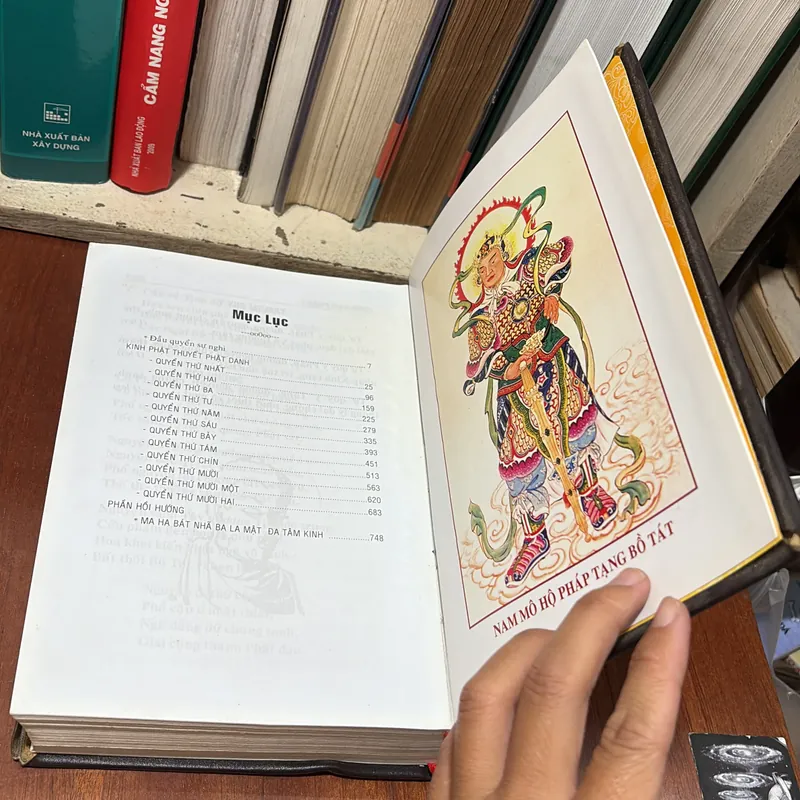 NHÀ XUẤT BẢN
XÂY DỰNG
CẨM NANG NG
NHÀ XUẤT BẢN LAO ĐỘNG
2009
Mục Lục
---oo0oo---
* Đầu quyển sự nghi
KINH PHẬT THUYẾT PHẬT DANH 7
- QUYỂN THỨ NHẤT
- QUYỂN THỨ HAI 25
- QUYỂN THỨ BA 96
- QUYỂN THỨ TƯ 159
- QUYỂN THỨ NĂM 225
- QUYỂN THỨ SÁU 279
- QUYỂN THỨ BẢY 335
- QUYỂN THỨ TÁM 393
- QUYỂN THỨ CHÍN 451
- QUYỂN THỨ MƯỜI 513
- QUYỂN THỨ MƯỜI MỘT 563
- QUYỂN THỨ MƯỜI HAI 620
PHẦN HỒI HƯỚNG 683
* MA HA BÁT NHÃ BA LA MẬT ĐA TÂM KINH 748
NAM MÔ HỘ PHÁP TẠNG BỒ TÁT